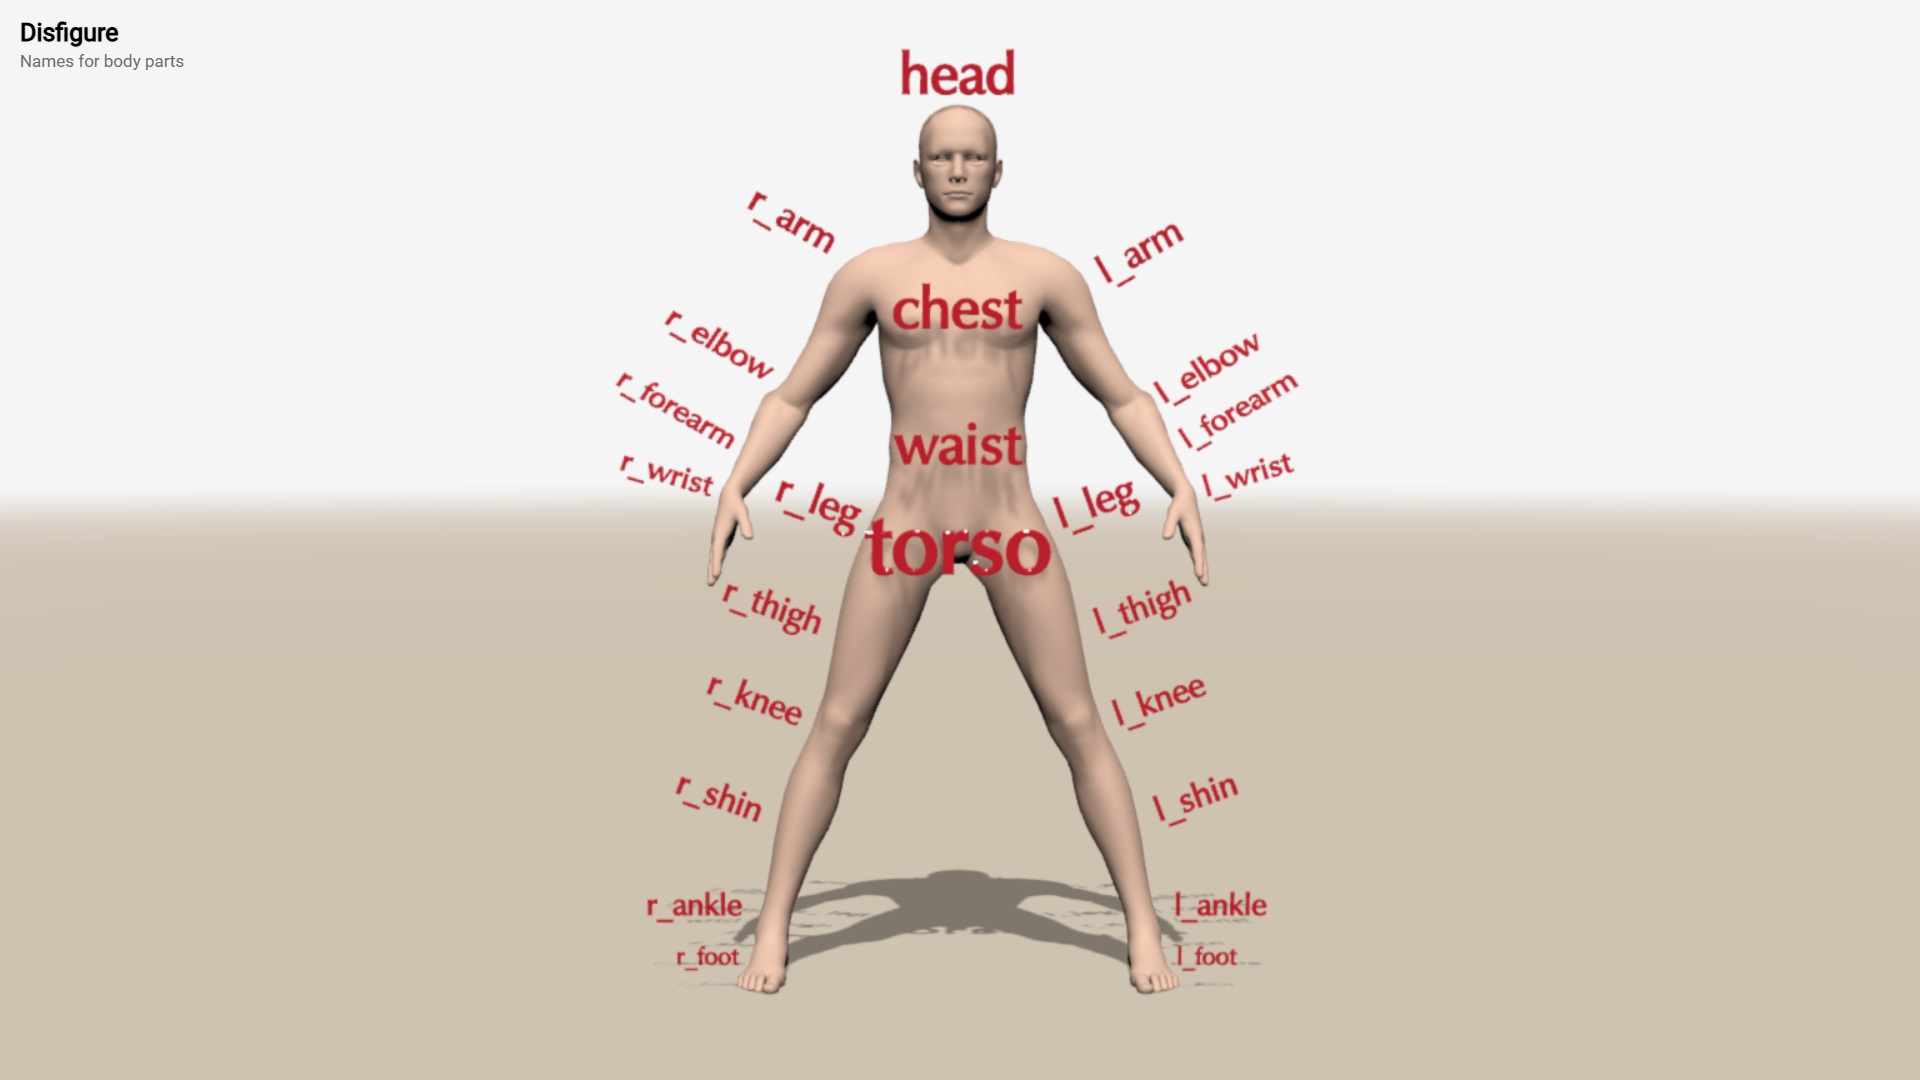 Disfigure
Names for body parts
head
r_arm
l_arm
chest
r_elbow
l_elbow
r_forearm
l_forearm
waist
r_wrist
l_wrist
r_leg
l_leg
torso
r_thigh
l_thigh
r_knee
l_knee
r_shin
l_shin
r_ankle
l_ankle
r_foot
l_foot